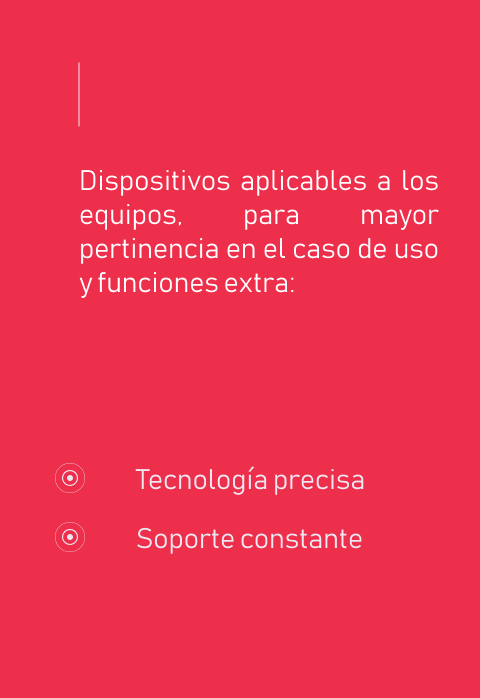 Dispositivos aplicables a los
equipos, para mayor
pertinencia en el caso de uso
y funciones extra:
Tecnología precisa
Soporte constante